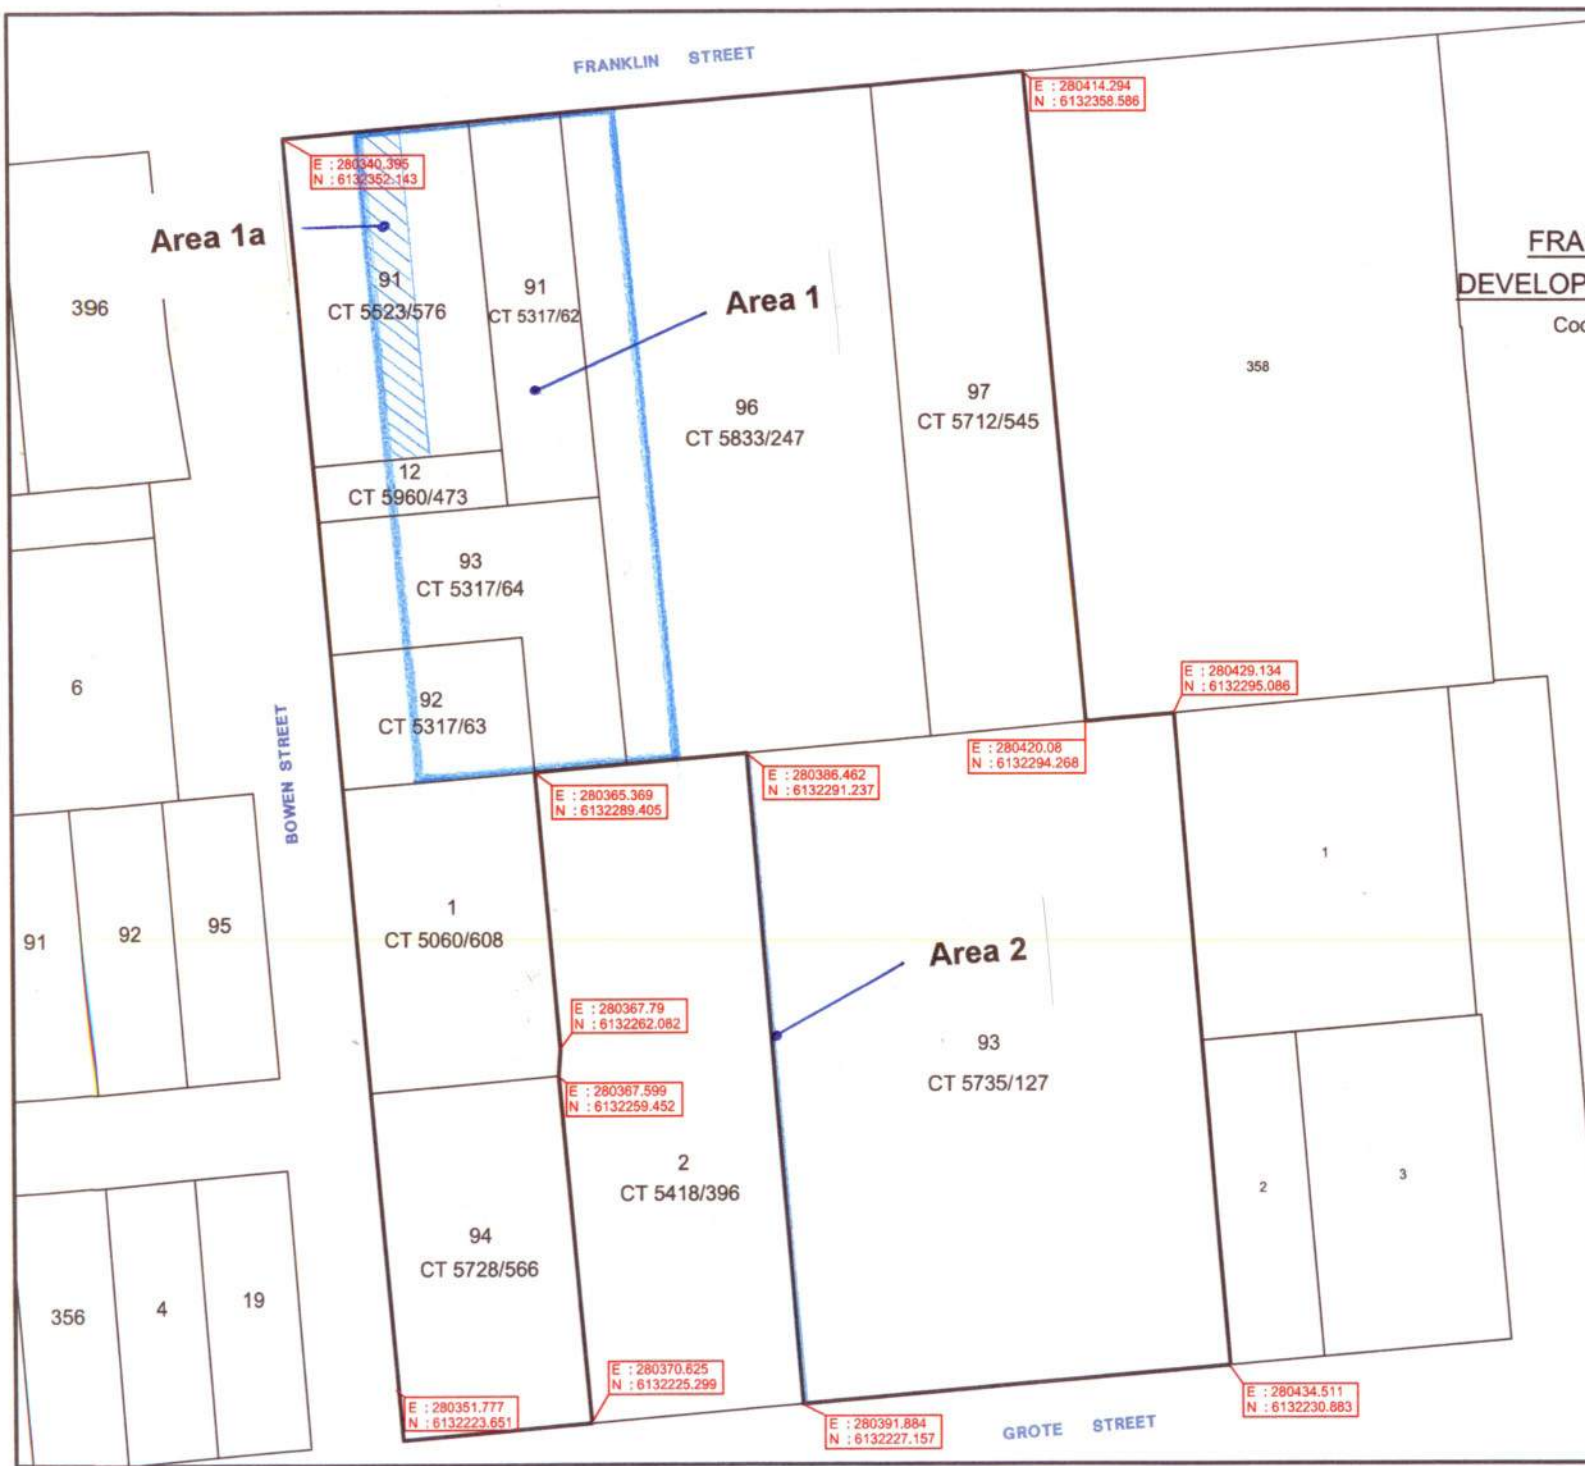 FRANKLIN STREET
E : 280414.294
N : 6132358.586
E : 280340.395
N : 6132352.143
Area 1a
396
91
CT 5523/576
91
CT 5317/62
Area 1
FRA
DEVELOP
Coo
358
96
CT 5833/247
97
CT 5712/545
12
CT 5960/473
93
CT 5317/64
6
92
CT 5317/63
BOWEN STREET
E : 280429.134
N : 6132295.086
E : 280420.08
N : 6132294.268
E : 280386.462
N : 6132291.237
E : 280365.369
N : 6132289.405
1
1
CT 5060/608
91
92
95
Area 2
E : 280367.79
N : 6132262.082
93
CT 5735/127
E : 280367.599
N : 6132259.452
2
CT 5418/396
2
3
94
CT 5728/566
356
4
19
E : 280370.625
N : 6132225.299
E : 280351.777
N : 6132223.651
E : 280391.884
N : 6132227.157
E : 280434.511
N : 6132230.883
GROTE STREET